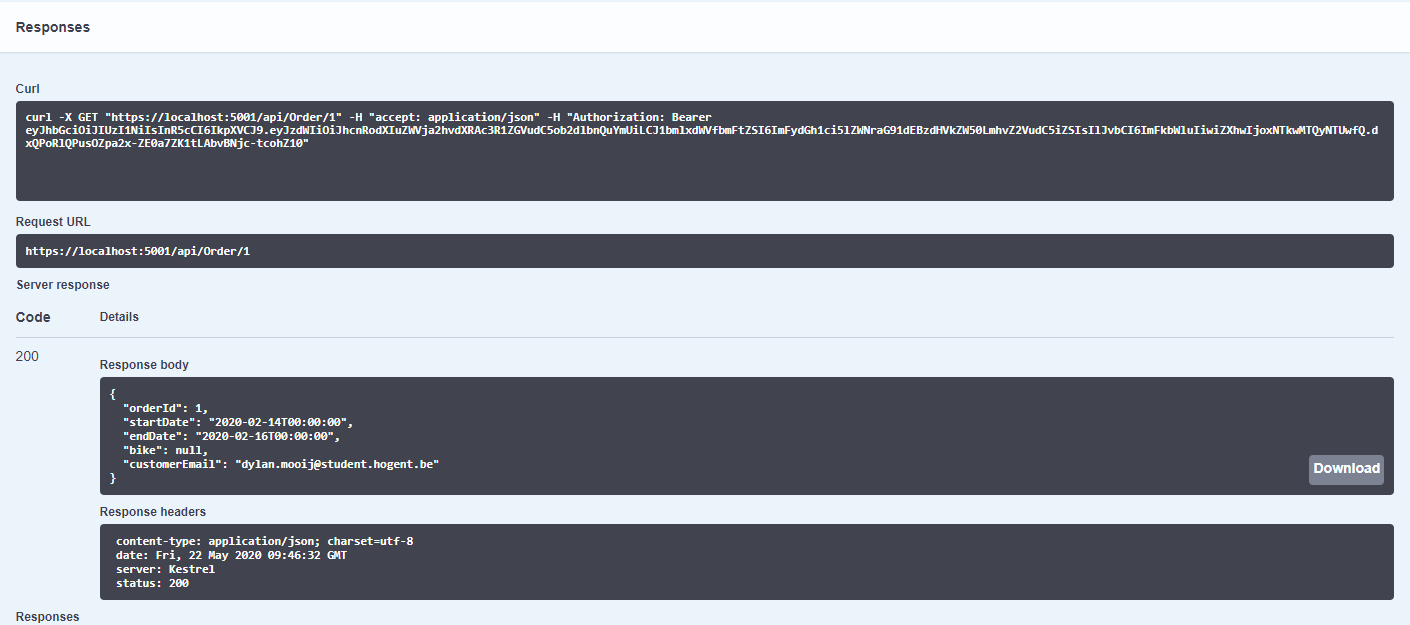 Responses
Curl
curl -X GET "https://localhost:5001/api/Order/1" -H "accept: application/json" -H "Authorization: Bearer
eyJhbGciOiJIUzI1NiIsInR5cCI6IkpXVCJ9.eyJzdWIiOiJhcnRodXIuZWVja2hvdXRAc3R1ZGVudC5ob2dlbnQuYmUiLCJ1bmlxdWVfbmFtZSI6ImFydGh1ci5lZWNraG91dEBzdHVkZW50LmhvZ2VudC5iZSIsIlJvbCI6ImFkbWluIiwiZXhwIjoxNTkwMTQyNTUwfQ.d
xQPoRlQPusOZpa2x-ZE0a7ZK1tLAbvBNjc-tcohZ10"
Request URL
https://localhost:5001/api/Order/1
Server response
Code Details
200
Response body
{
"orderId": 1,
"startDate": "2020-02-14T00:00:00",
"endDate": "2020-02-16T00:00:00",
"bike": null,
"customerEmail": "dylan.mooij@student.hogent.be"
}
Download
Response headers
content-type: application/json; charset=utf-8
date: Fri, 22 May 2020 09:46:32 GMT
server: Kestrel
status: 200
Responses